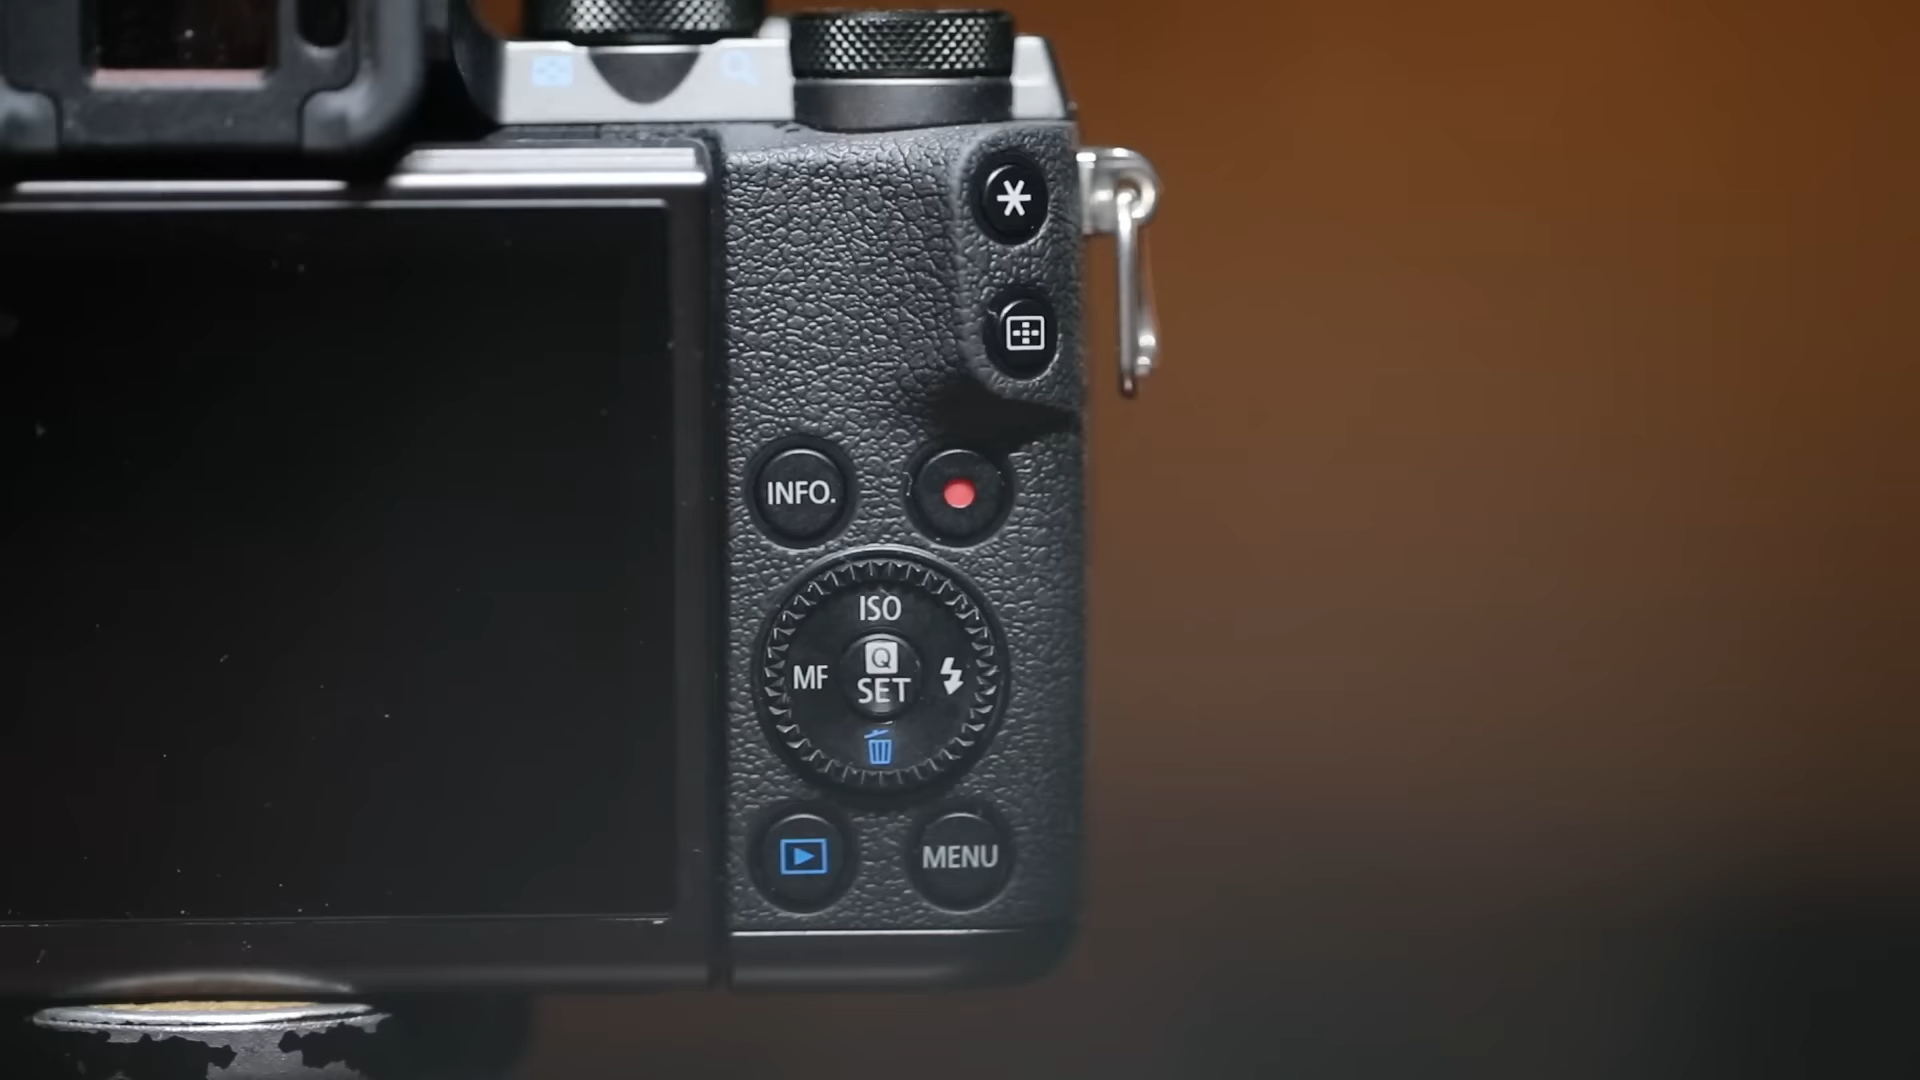 INFO.
ISO
MF
Q
SET
MENU